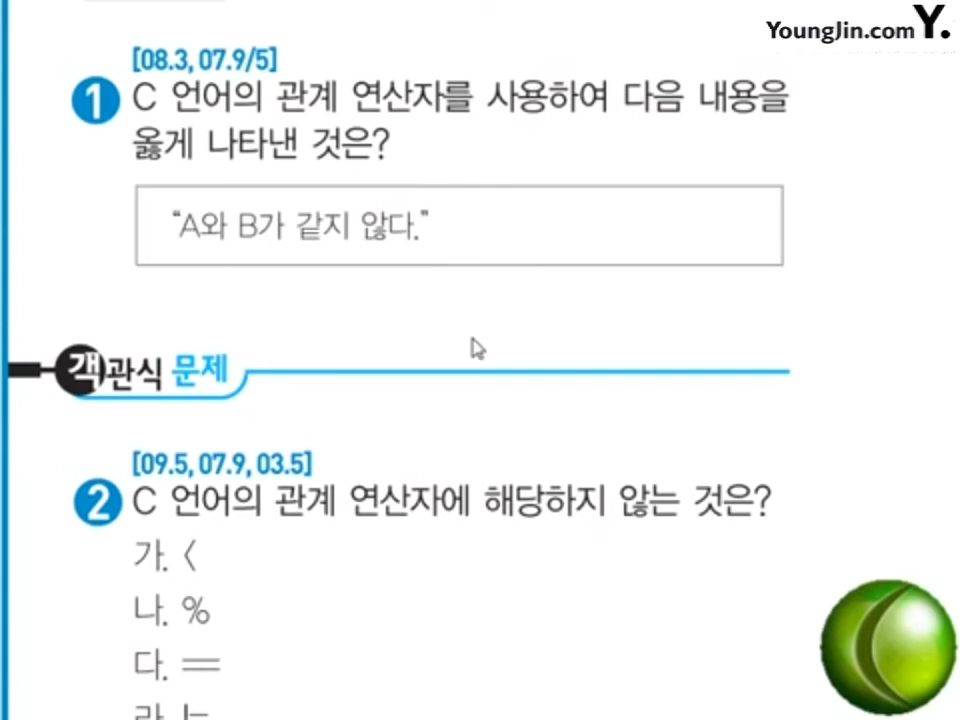 YoungJin.com Y.
[08.3, 07.9/5]
1 C 언어의 관계 연산자를 사용하여 다음 내용을
옳게 나타낸 것은?
“A와 B가 같지 않다.”
객관식 문제
[09.5, 07.9, 03.5]
2 C 언어의 관계 연산자에 해당하지 않는 것은?
가. <
나. %
다. ==